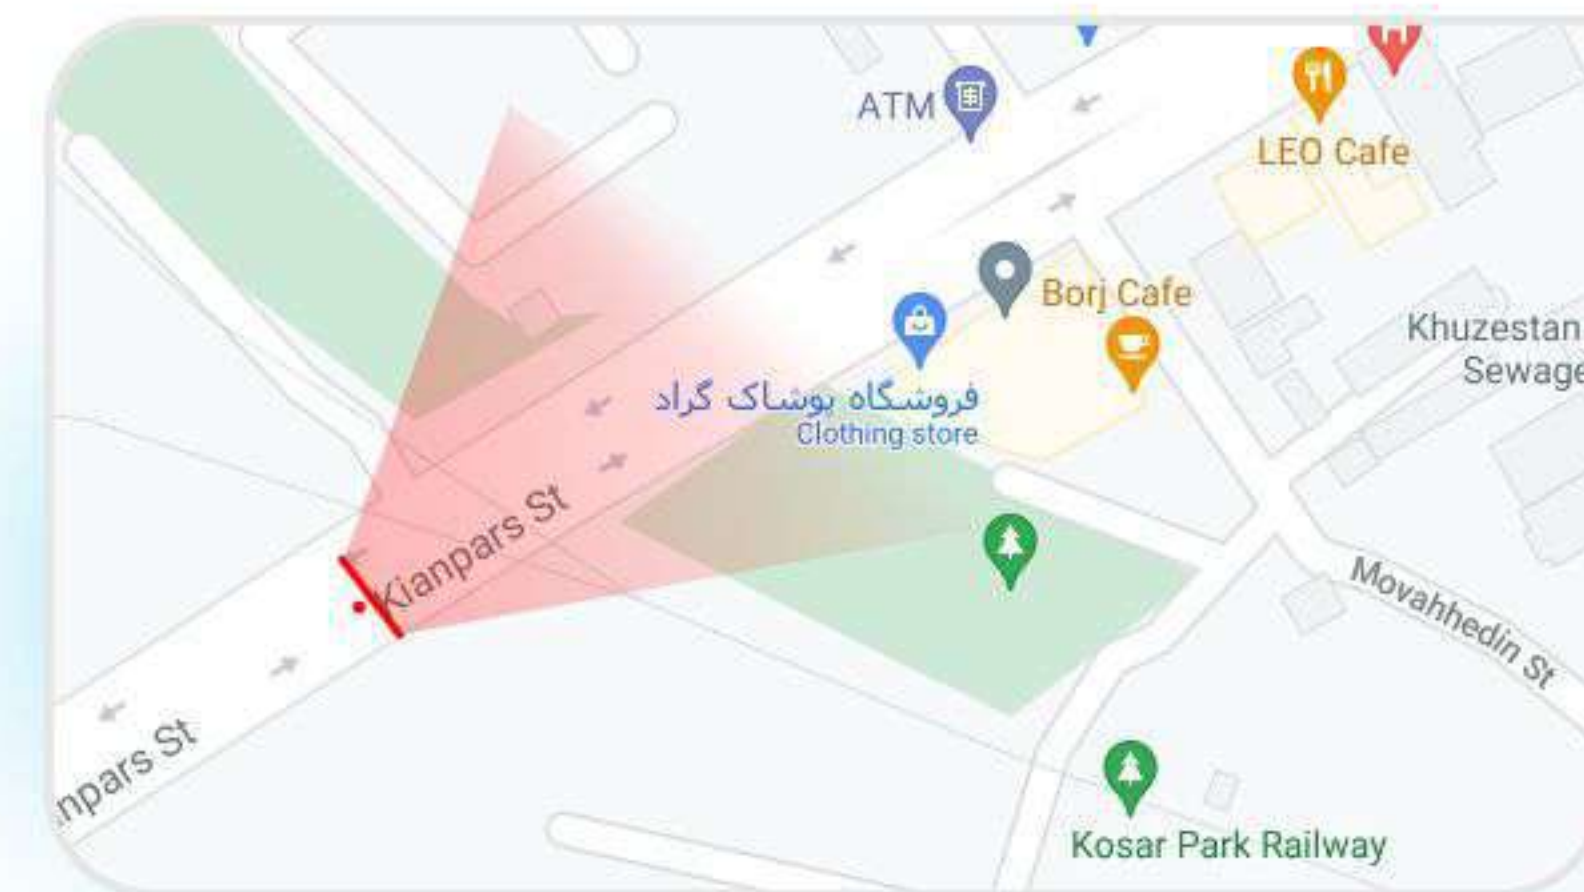 ATM
LEO Cafe
Borj Cafe
Khuzestan
Sewage
فروشگاه پوشاک گراد
Clothing store
Kianpars St
Movahhedin St
npars St
Kosar Park Railway